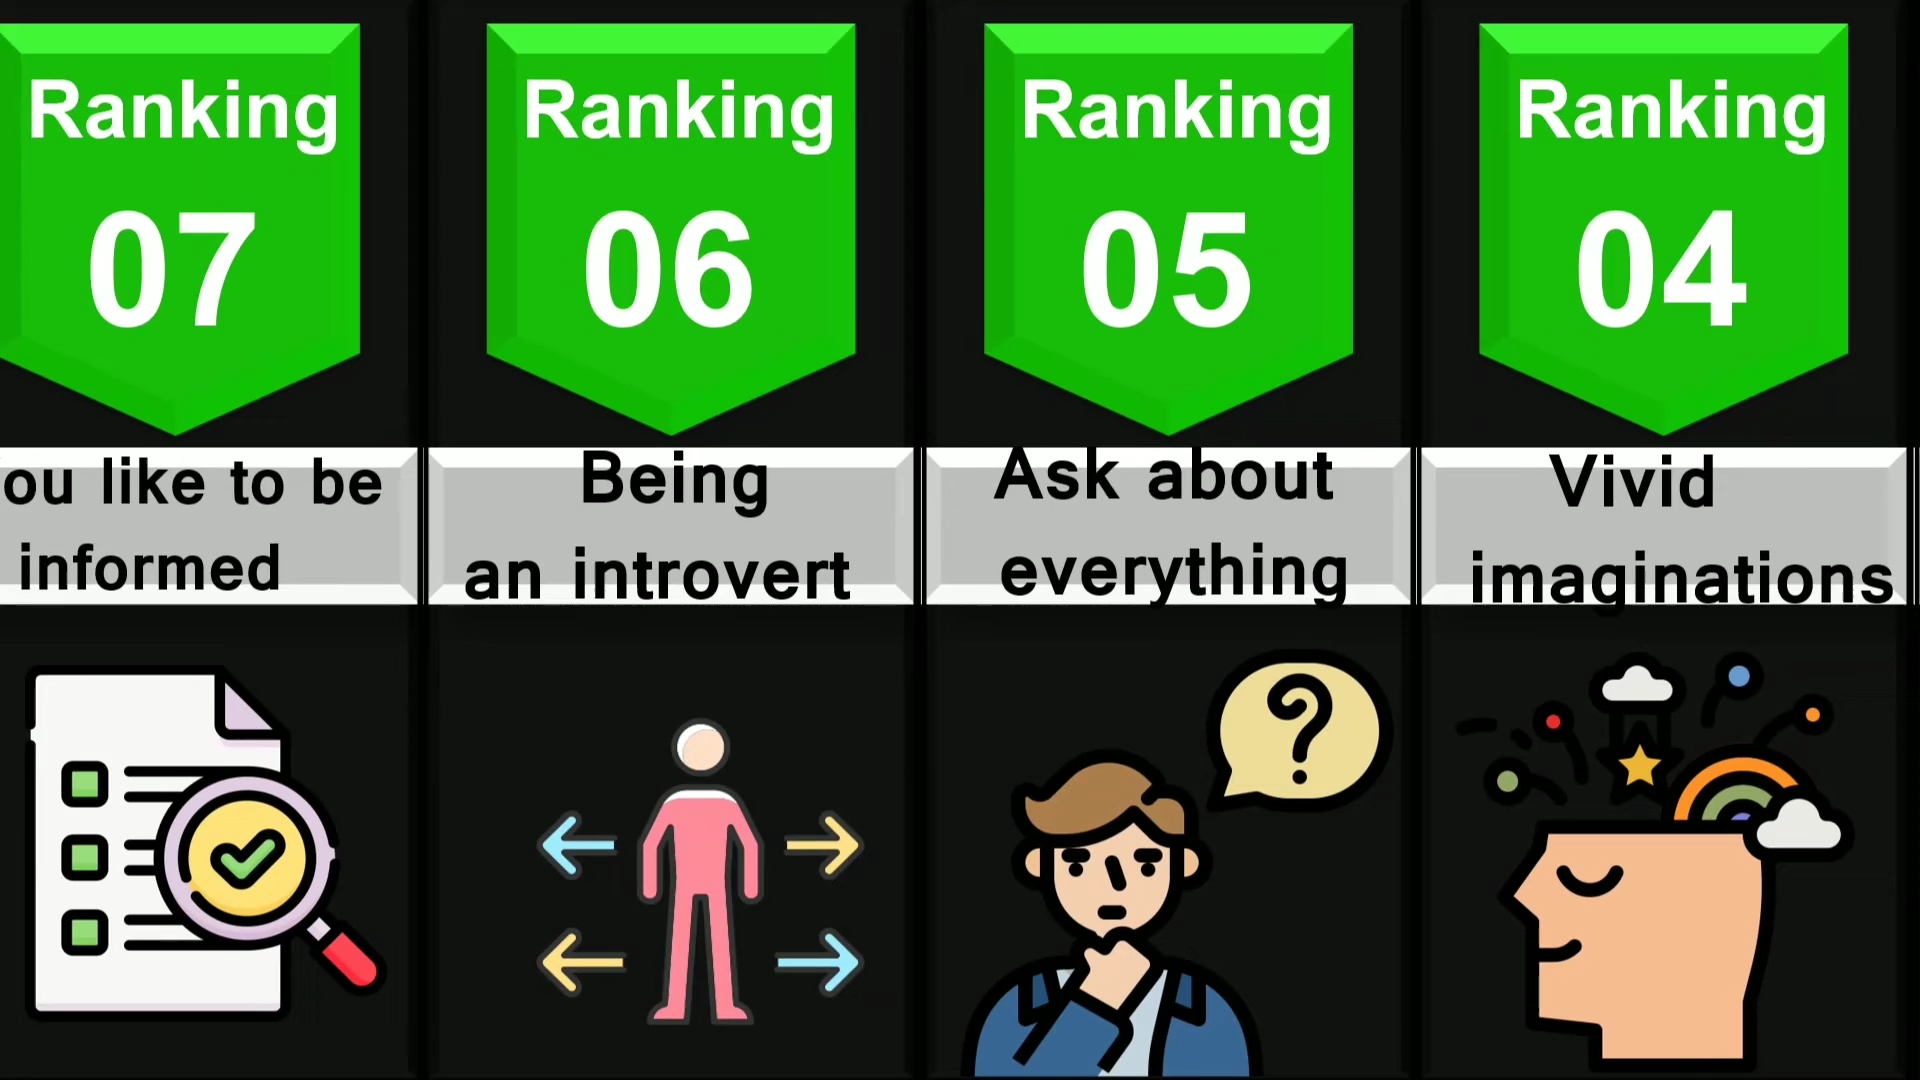 Ranking
07
ou like to be
informed
Ranking
06
Being
an introvert
Ranking
05
Ask about
everything
?
Ranking
04
Vivid
imaginations